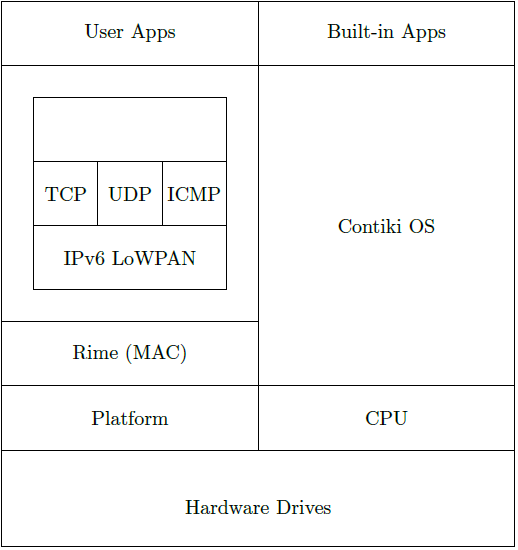 User Apps
Built-in Apps
TCP
UDP
ICMP
Contiki OS
IPv6 LoWPAN
Rime (MAC)
Platform
CPU
Hardware Drives